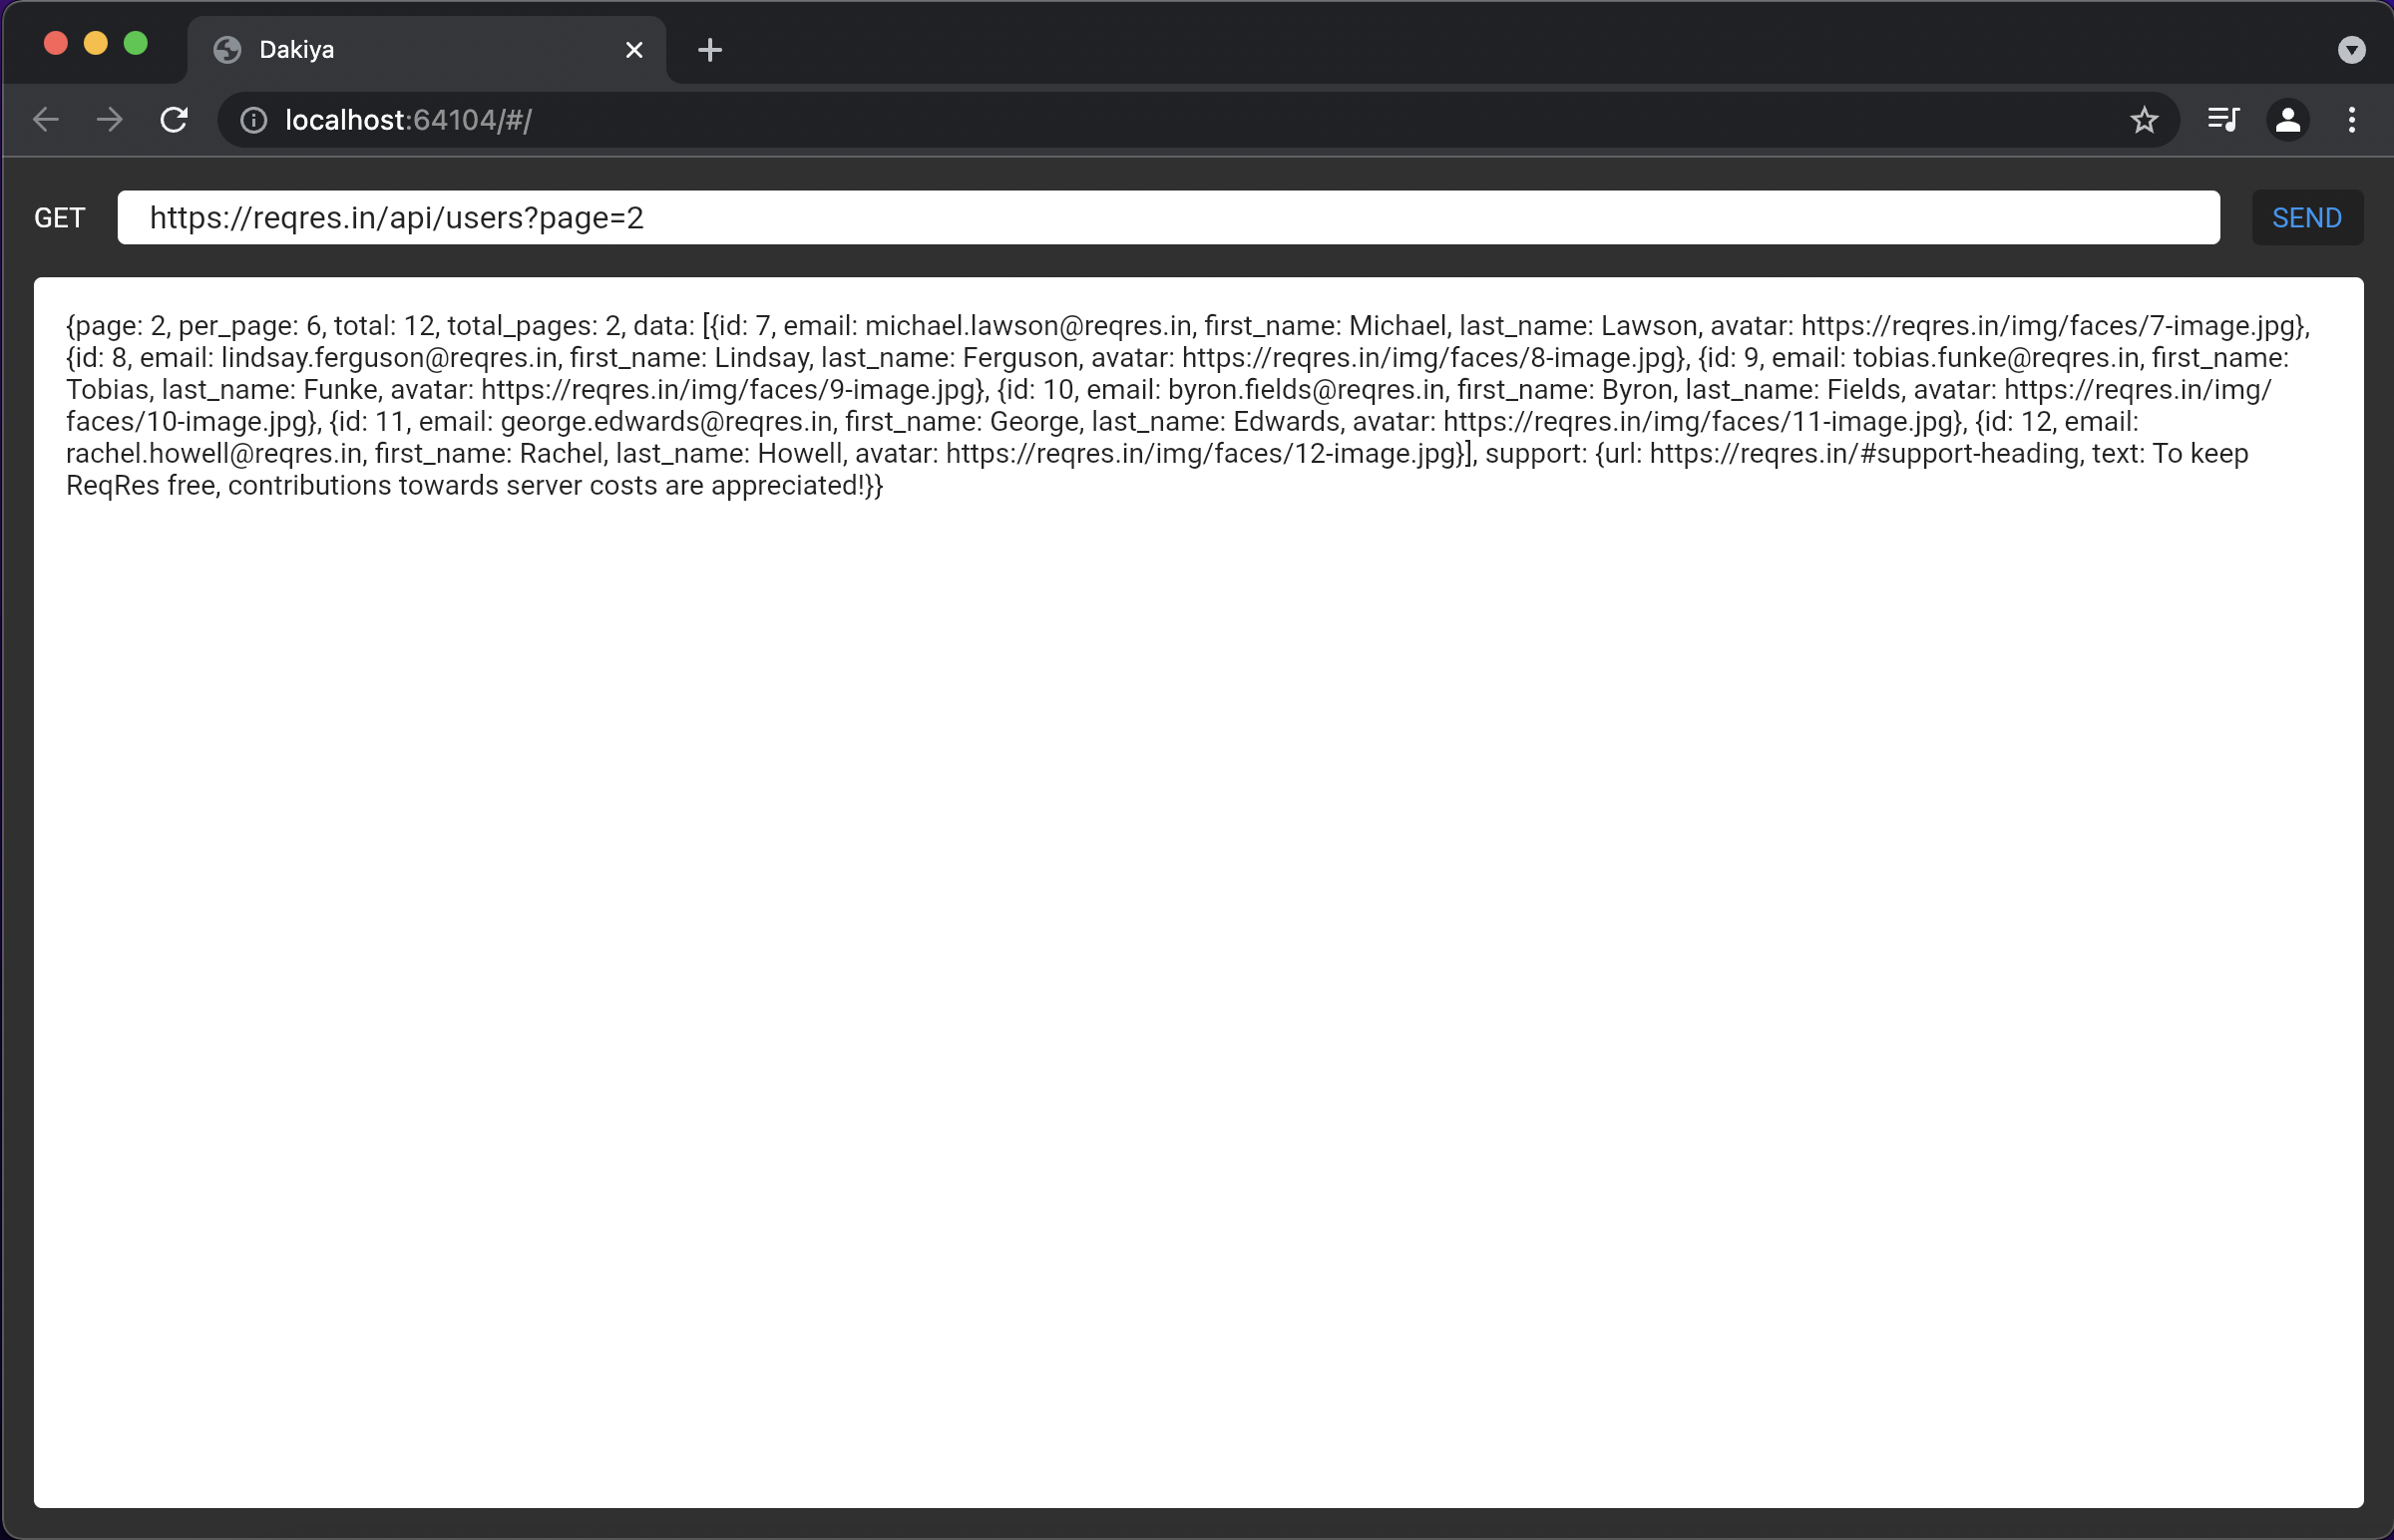 Dakiya
localhost:64104/#/
GET https://reqres.in/api/users?page=2 SEND
{page: 2, per_page: 6, total: 12, total_pages: 2, data: [{id: 7, email: michael.lawson@reqres.in, first_name: Michael, last_name: Lawson, avatar: https://reqres.in/img/faces/7-image.jpg},
{id: 8, email: lindsay.ferguson@reqres.in, first_name: Lindsay, last_name: Ferguson, avatar: https://reqres.in/img/faces/8-image.jpg}, {id: 9, email: tobias.funke@reqres.in, first_name:
Tobias, last_name: Funke, avatar: https://reqres.in/img/faces/9-image.jpg}, {id: 10, email: byron.fields@reqres.in, first_name: Byron, last_name: Fields, avatar: https://reqres.in/img/
faces/10-image.jpg}, {id: 11, email: george.edwards@reqres.in, first_name: George, last_name: Edwards, avatar: https://reqres.in/img/faces/11-image.jpg}, {id: 12, email:
rachel.howell@reqres.in, first_name: Rachel, last_name: Howell, avatar: https://reqres.in/img/faces/12-image.jpg}], support: {url: https://reqres.in/#support-heading, text: To keep
ReqRes free, contributions towards server costs are appreciated!}}